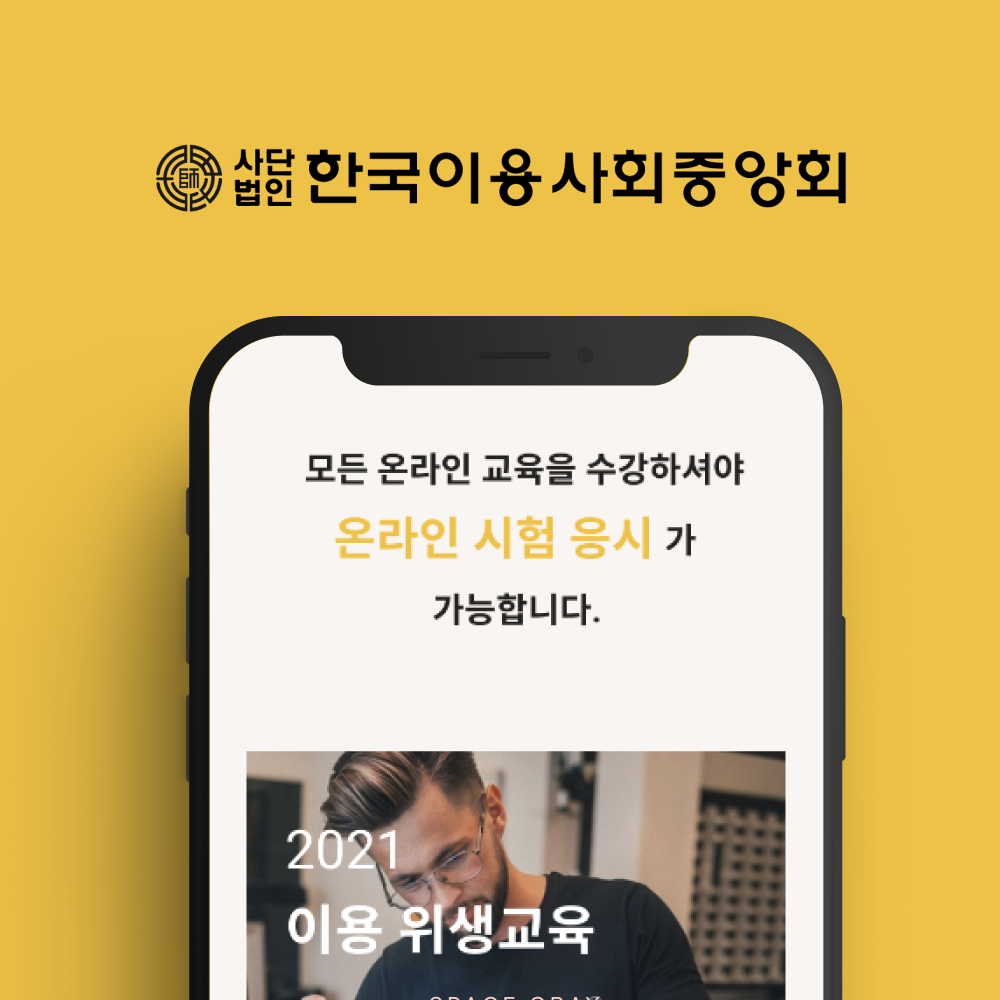 師
사단
법인
한국이용사회중앙회
모든 온라인 교육을 수강하셔야
온라인 시험 응시 가
가능합니다.
2021
이용 위생교육
SPACE GRAY